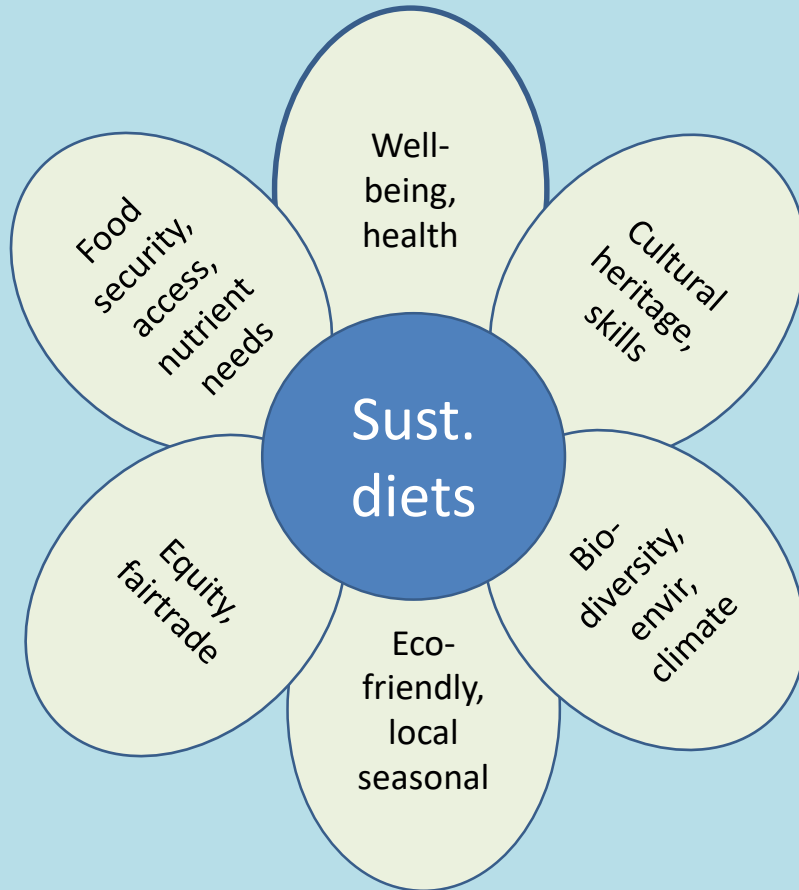 Well-
being,
health
Cultural
heritage,
skills
Bio-
diversity,
envir,
climate
Eco-
friendly,
local
seasonal
Equity,
fairtrade
Food
security,
access,
nutrient
needs
Sust.
diets